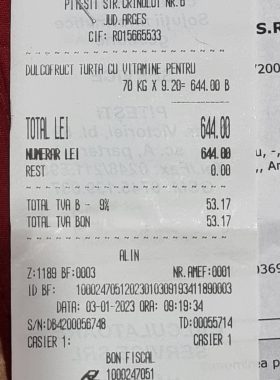 PITESTI STR.CRINULUI NR.6
JUD.ARGES
CIF: RO15665533
DULCOFRUCT TURTA CU VITAMINE PENTRU
70 KG X 9.20= 644.00 B
TOTAL LEI 644.00
NUMERAR LEI 644.00
REST 0.00
TOTAL TVA B - 9% 53.17
TOTAL TVA BON 53.17
ALIN
Z:1189 BF:0003 NR.AMEF:0001
ID BF: 10002470512023010309193411890003
DATA: 03-01-2023 ORA: 09:19:34
S/N:DB4200056748 TD:00055714
CASIER 1: CASIER 1
BON FISCAL
1000247051
S.R